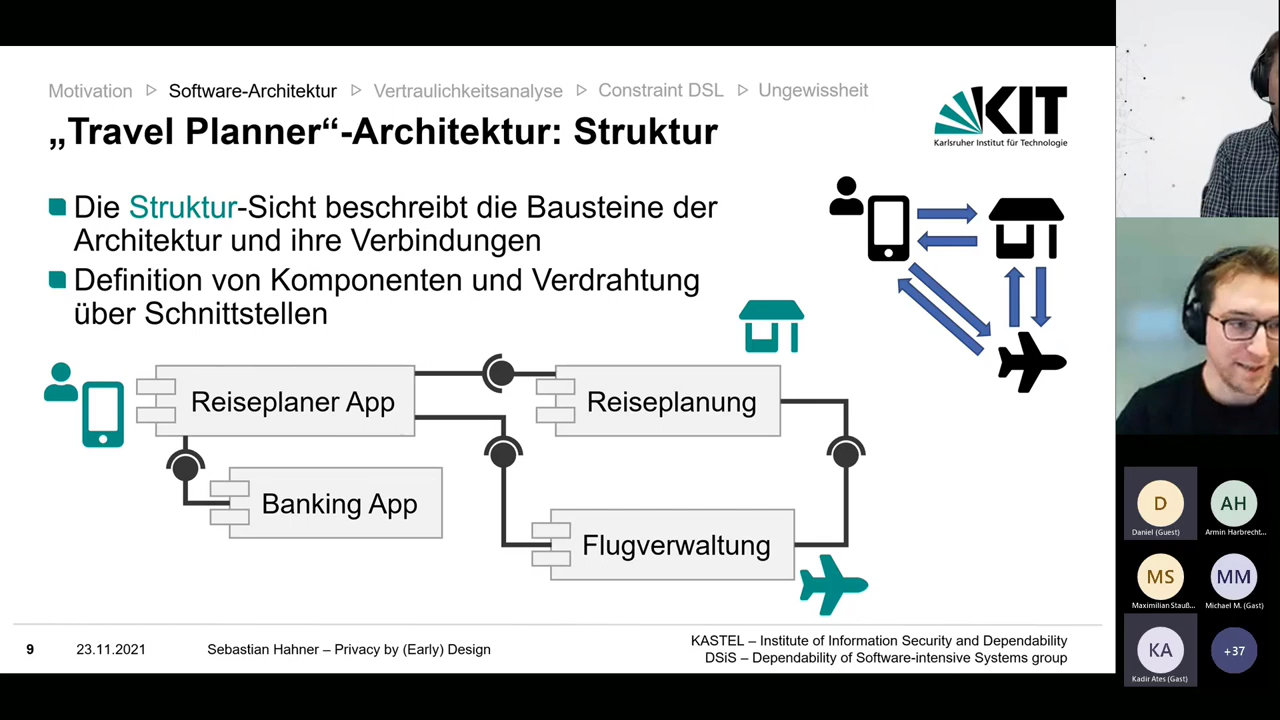 Motivation ▷ Software-Architektur ▷ Vertraulichkeitsanalyse ▷ Constraint DSL ▷ Ungewissheit
„Travel Planner“-Architektur: Struktur
KIT
Karlsruher Institut für Technologie
Die Struktur-Sicht beschreibt die Bausteine der
Architektur und ihre Verbindungen
Definition von Komponenten und Verdrahtung
über Schnittstellen
Reiseplaner App
Reiseplanung
Banking App
Flugverwaltung
9
23.11.2021
Sebastian Hahner – Privacy by (Early) Design
KASTEL – Institute of Information Security and Dependability
DSiS – Dependability of Software-intensive Systems group
D
Daniel (Guest)
AH
Armin Harbrecht...
MS
Maximilian Stauß...
MM
Michael M. (Gast)
KA
Kadir Ates (Gast)
+37